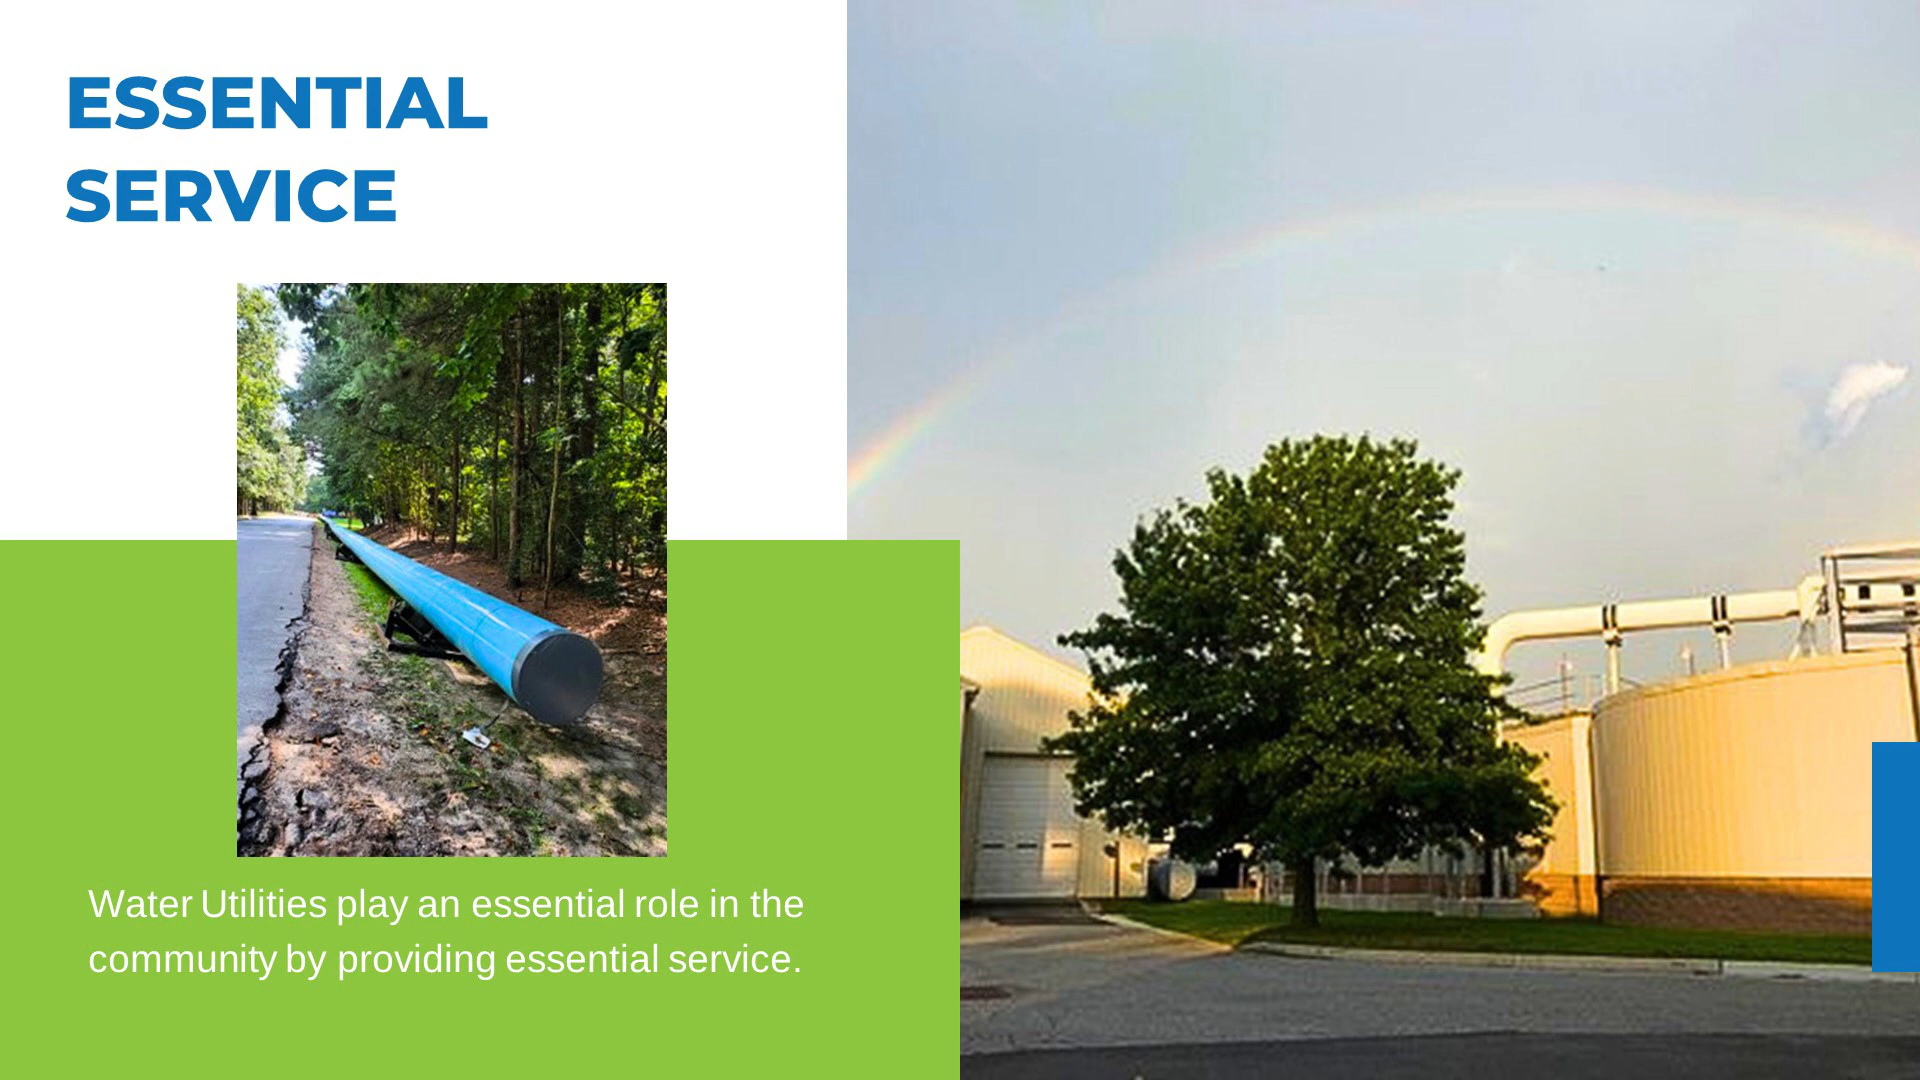 ESSENTIAL
SERVICE
Water Utilities play an essential role in the
community by providing essential service.